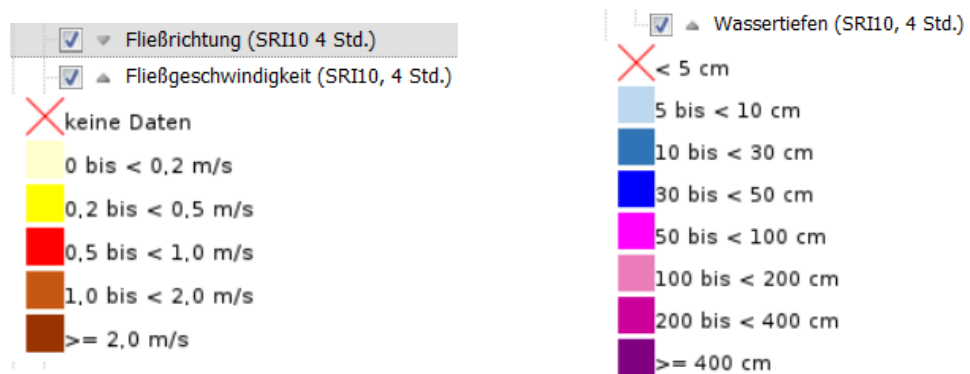 Fließrichtung (SRI10 4 Std.)
Fließgeschwindigkeit (SRI10, 4 Std.)
keine Daten
0 bis < 0,2 m/s
0,2 bis < 0,5 m/s
0,5 bis < 1,0 m/s
1,0 bis < 2,0 m/s
>= 2,0 m/s
Wassertiefen (SRI10, 4 Std.)
< 5 cm
5 bis < 10 cm
10 bis < 30 cm
30 bis < 50 cm
50 bis < 100 cm
100 bis < 200 cm
200 bis < 400 cm
>= 400 cm